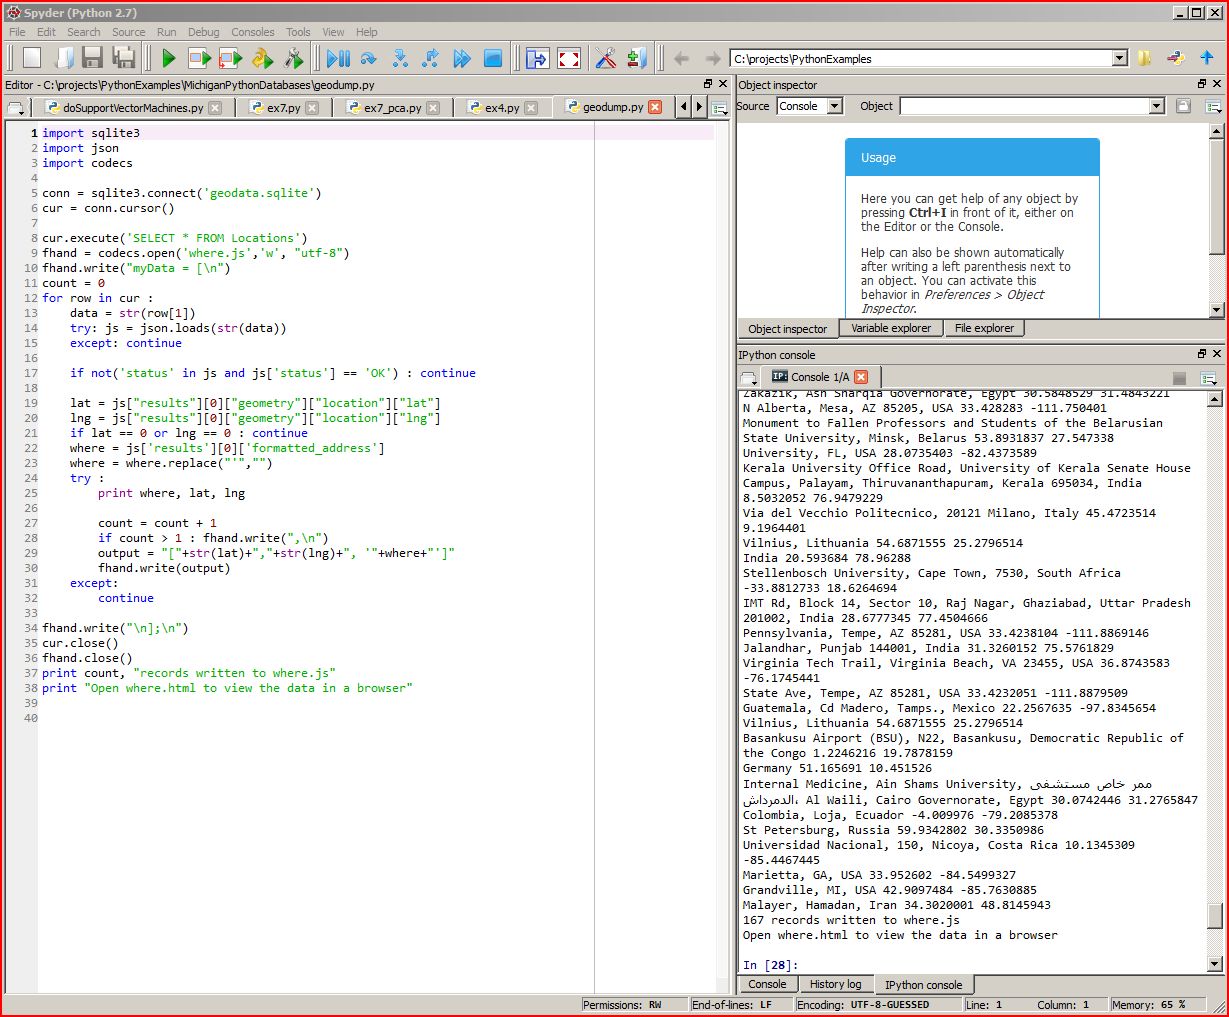 Spyder (Python 2.7)
File Edit Search Source Run Debug Consoles Tools View Help
C:\projects\PythonExamples
Editor - C:\projects\PythonExamples\MichiganPythonDatabases\geodump.py
doSupportVectorMachines.py ex7.py ex7_pca.py ex4.py geodump.py
1 import sqlite3
2 import json
3 import codecs
4
5 conn = sqlite3.connect('geodata.sqlite')
6 cur = conn.cursor()
7
8 cur.execute('SELECT * FROM Locations')
9 fhand = codecs.open('where.js','w', "utf-8")
10 fhand.write("myData = [\n")
11 count = 0
12 for row in cur :
13     data = str(row[1])
14     try: js = json.loads(str(data))
15     except: continue
16
17     if not('status' in js and js['status'] == 'OK') : continue
18
19     lat = js["results"][0]["geometry"]["location"]["lat"]
20     lng = js["results"][0]["geometry"]["location"]["lng"]
21     if lat == 0 or lng == 0 : continue
22     where = js['results'][0]['formatted_address']
23     where = where.replace("'","")
24     try :
25         print where, lat, lng
26
27         count = count + 1
28         if count > 1 : fhand.write(",\n")
29         output = "["+str(lat)+","+str(lng)+", '"+where+"']"
30         fhand.write(output)
31     except:
32         continue
33
34 fhand.write("\n];\n")
35 cur.close()
36 fhand.close()
37 print count, "records written to where.js"
38 print "Open where.html to view the data in a browser"
39
40
Object inspector
Source Console Object
Usage
Here you can get help of any object by
pressing Ctrl+I in front of it, either on
the Editor or the Console.
Help can also be shown automatically
after writing a left parenthesis next to
an object. You can activate this
behavior in Preferences > Object
Inspector.
Object inspector Variable explorer File explorer
IPython console
IP: Console 1/A
Zakazik, Ash Sharqia Governorate, Egypt 30.5848529 31.4843221
N Alberta, Mesa, AZ 85205, USA 33.428283 -111.750401
Monument to Fallen Professors and Students of the Belarusian
State University, Minsk, Belarus 53.8931837 27.547338
University, FL, USA 28.0735403 -82.4373589
Kerala University Office Road, University of Kerala Senate House
Campus, Palayam, Thiruvananthapuram, Kerala 695034, India
8.5032052 76.9479229
Via del Vecchio Politecnico, 20121 Milano, Italy 45.4723514
9.1964401
Vilnius, Lithuania 54.6871555 25.2796514
India 20.593684 78.96288
Stellenbosch University, Cape Town, 7530, South Africa
-33.8812733 18.6264694
IMT Rd, Block 14, Sector 10, Raj Nagar, Ghaziabad, Uttar Pradesh
201002, India 28.6777345 77.4504666
Pennsylvania, Tempe, AZ 85281, USA 33.4238104 -111.8869146
Jalandhar, Punjab 144001, India 31.3260152 75.5761829
Virginia Tech Trail, Virginia Beach, VA 23455, USA 36.8743583
-76.1745441
State Ave, Tempe, AZ 85281, USA 33.4232051 -111.8879509
Guatemala, Cd Madero, Tamps., Mexico 22.2567635 -97.8345654
Vilnius, Lithuania 54.6871555 25.2796514
Basankusu Airport (BSU), N22, Basankusu, Democratic Republic of
the Congo 1.2246216 19.7878159
Germany 51.165691 10.451526
Internal Medicine, Ain Shams University, ممر خاص مستشفى
الدمرداش، Al Waili, Cairo Governorate, Egypt 30.0742446 31.2765847
Colombia, Loja, Ecuador -4.009976 -79.2085378
St Petersburg, Russia 59.9342802 30.3350986
Universidad Nacional, 150, Nicoya, Costa Rica 10.1345309
-85.4467445
Marietta, GA, USA 33.952602 -84.5499327
Grandville, MI, USA 42.9097484 -85.7630885
Malayer, Hamadan, Iran 34.3020001 48.8145943
167 records written to where.js
Open where.html to view the data in a browser
In [28]:
Console History log IPython console
Permissions: RW End-of-lines: LF Encoding: UTF-8-GUESSED Line: 1 Column: 1 Memory: 65 %